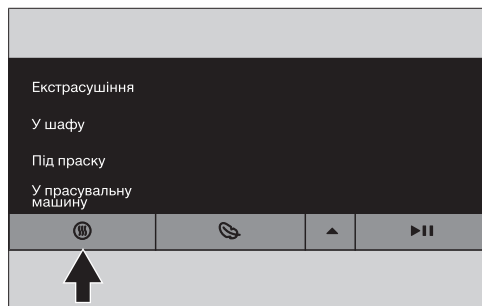 Екстрасушіння
У шафу
Під праску
У прасувальну
машину